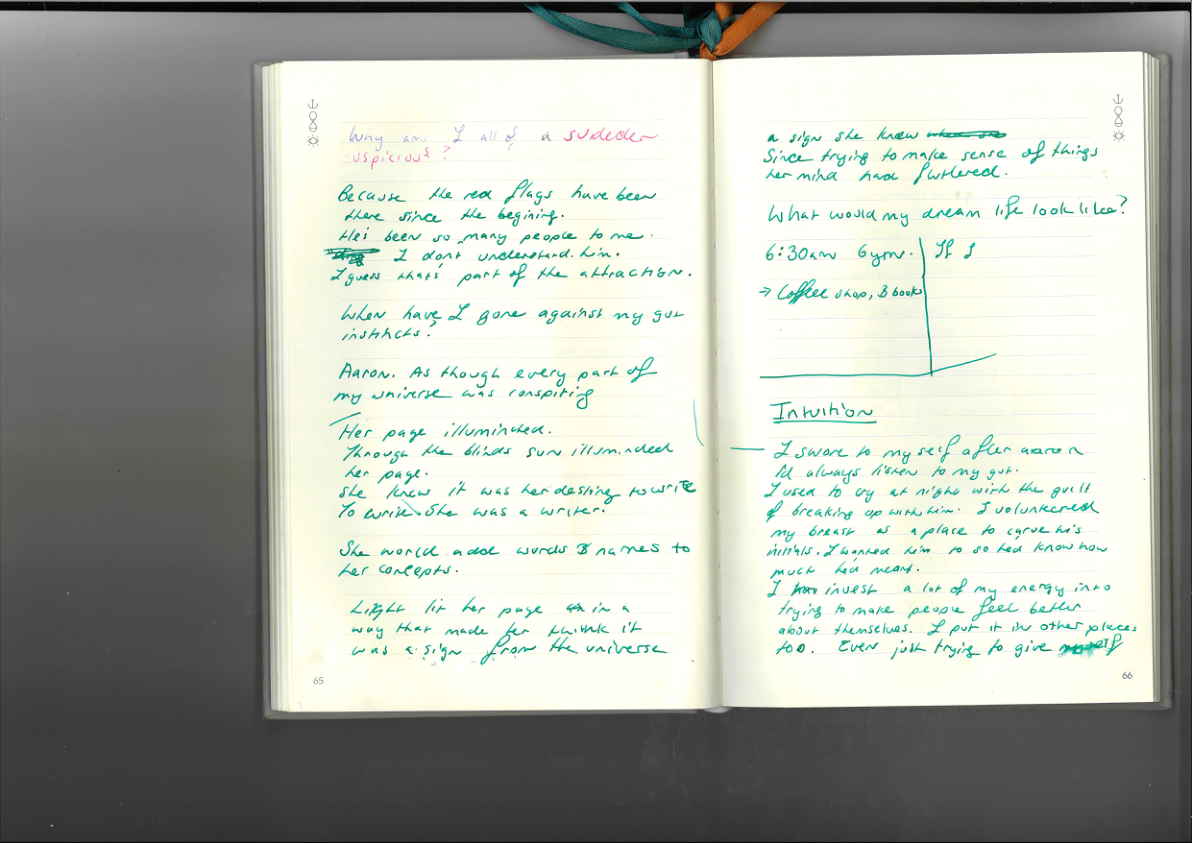 Why am I all of a sudeden
suspicious?
Because the red flags have been
there since the begining.
He's been so many people to me.
I don't understand him.
I guess that's part of the attraction.
When have I gone against my gut
instincts?
Aaron. As though every part of
my universe was conspiring
Her page illuminted.
Through the blinds sun illuminded
her page.
She knew it was her destiny to write
To write. She was a writer.
She world add words & names to
her concepts.
Light lit her page in a
way that made her think it
was a sign from the universe
65
a sign she knew
Since trying to make sense of things
her mind had fluttered.
What would my dream life look like?
6:30am Gym. If I
→ Coffee shop, & book
Intuition
I swore to myself after aaron
I'd always listen to my gut.
I used to cry at night with the guilt
of breaking up with him. I volunteered
my breast as a place to carve his
initials. I wanted him to so he'd know how
much he'd meant.
I invest a lot of my energy into
trying to make people feel better
about themselves. I put it in other places
too. Even just trying to give
66